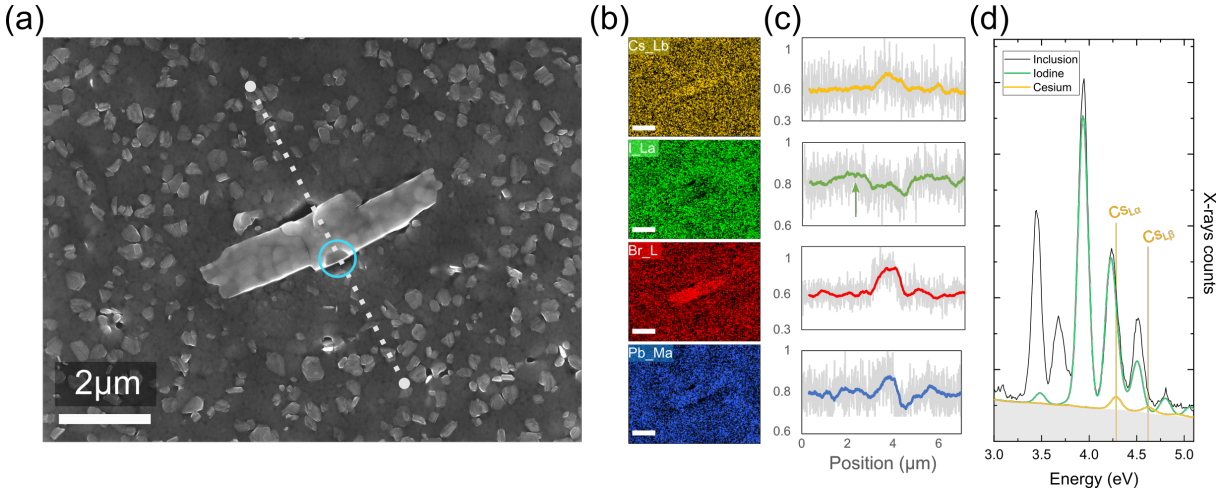 (a)
2μm
(b)
Cs_Lb
I_La
Br_L
Pb_Ma
(c)
1
0.6
0.3
1
0.8
0.6
1
0.6
0.3
1
0.8
0.6
0 2 4 6
Position (μm)
(d)
Inclusion
Iodine
Cesium
CsLα
CsLβ
X-rays counts
3.0 3.5 4.0 4.5 5.0
Energy (eV)